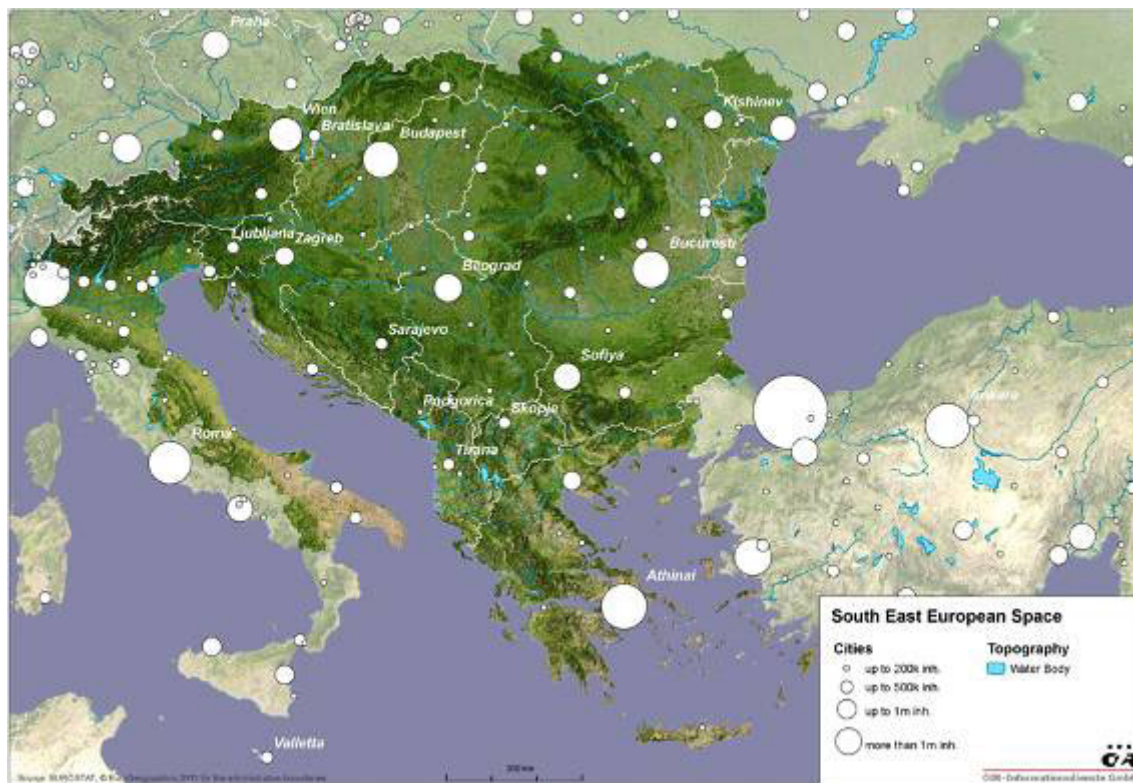 Praha
Wien
Bratislava
Budapest
Kishinev
Ljubljana
Zagreb
Bucuresti
Beograd
Sarajevo
Sofiya
Podgorica
Skopje
Ankara
Roma
Tirana
Athinai
Valletta
South East European Space
Cities
up to 200k inh.
up to 500k inh.
up to 1m inh.
more than 1m inh.
Topography
Water Body
200 km